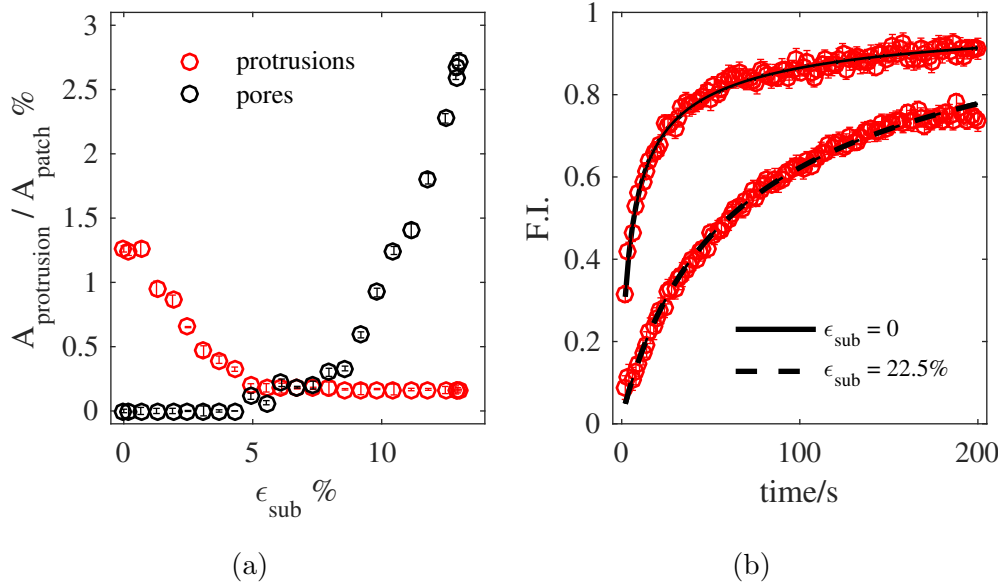 3
2.5
2
1.5
1
0.5
0
A_protrusion / A_patch %
protrusions
pores
0
5
10
ϵ_sub %
(a)
1
0.8
0.6
0.4
0.2
0
F.I.
ϵ_sub = 0
ϵ_sub = 22.5%
0
100
200
time/s
(b)